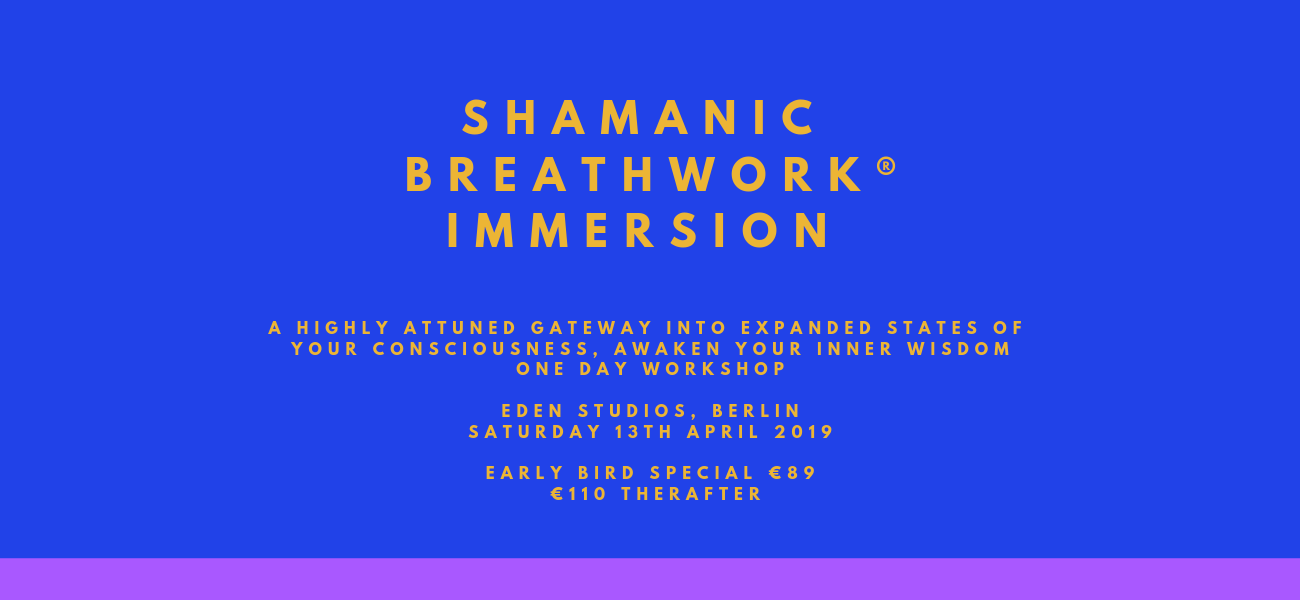 SHAMANIC
BREATHWORK®
IMMERSION
A HIGHLY ATTUNED GATEWAY INTO EXPANDED STATES OF
YOUR CONSCIOUSNESS, AWAKEN YOUR INNER WISDOM
ONE DAY WORKSHOP
EDEN STUDIOS, BERLIN
SATURDAY 13TH APRIL 2019
EARLY BIRD SPECIAL €89
€110 THERAFTER